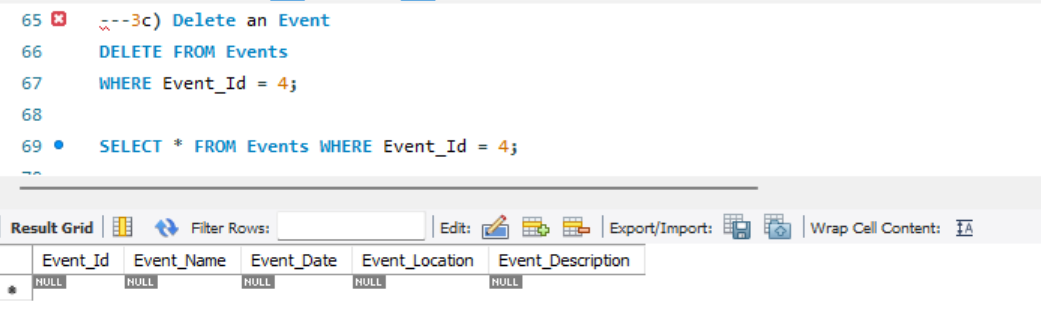 65 ---3c) Delete an Event
66 DELETE FROM Events
67 WHERE Event_Id = 4;
68
69 SELECT * FROM Events WHERE Event_Id = 4;
Result Grid Filter Rows: Edit: Export/Import: Wrap Cell Content: IA
Event_Id Event_Name Event_Date Event_Location Event_Description
* NULL NULL NULL NULL NULL